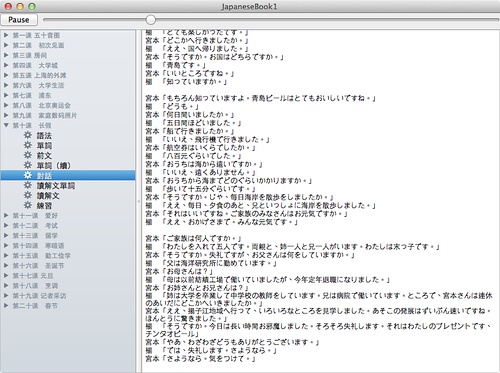 JapaneseBook1
Pause
第一课 五十音图
第二课 初次见面
第三课 房间
第四课 大学城
第五课 上海的外滩
第六课 大学生活
第七课 浦东
第八课 北京奥运会
第九课 家庭数码照片
第十课 长假
語法
單詞
前文
單詞（續）
對話
讀解文單詞
讀解文
練習
第十一课 爱好
第十二课 考试
第十三课 留学
第十四课 寒暄语
第十五课 勤工俭学
第十六课 圣诞节
第十七课 元旦
第十八课 烹调
第十九课 记者采访
第二十课 春节
楊 「とても楽しかったです。」
宮本「どこかへ行きましたか。」
楊 「ええ、国へ帰りました。」
宮本「そうですか。お国はどちらですか。」
楊 「青島です。」
宮本「いいところですね。」
楊 「知っていますか。」
宮本「もちろん知っていますよ。青島ビールはとてもおいしいですね。」
楊 「どうも。」
宮本「何日間いましたか。」
楊 「五日間ほどいました。」
宮本「船で行きましたか。」
楊 「いいえ、飛行機で行きました。」
宮本「航空券はいくらでしたか。」
楊 「八百元ぐらいでした。」
宮本「おうちは海から遠いですか。」
楊 「いいえ、遠くありません。」
宮本「おうちから海までどのぐらいかかりますか。」
楊 「歩いて十五分ぐらいです。」
宮本「そうですか。じゃ、毎日海岸を散歩をしましたか。」
楊 「ええ、毎日、夕食のあと、兄といっしょに海岸を散歩しました。」
宮本「それはいいですね。ご家族のみなさんはお元気ですか。」
楊 「ええ、おかげさまで。みんな元気です。」
宮本「ご家族は何人ですか。」
楊 「わたしを入れて五人です。両親と、姉一人と兄一人がいます。わたしは末っ子です。」
宮本「そうですか。失礼ですが、お父さんは何をしていますか。」
楊 「父は海洋研究所に勤めています。」
宮本「お母さんは？」
楊 「母は以前紡績工場で働いていましたが、今年定年退職になりました。」
宮本「お姉さんとお兄さんは？」
楊 「姉は大学を卒業して中学校の教師をしています。兄は病院で働いています。ところで、宮本さんは連休のあいだにどこかへいきましたか。」
宮本「ええ、揚子江地域へ行って、いろいろなところを見学しました。あそこの発展はずいぶん速いですね。ほんとうに驚きました。」
楊 「そうですか。今日は長い時間お邪魔しました。そろそろ失礼します。それはわたしのプレゼントです、チンタオビール」
宮本「やあ、わざわざどうもありがとうございます。」
楊 「では、失礼します。さようなら。」
宮本「さようなら。気をつけて。」